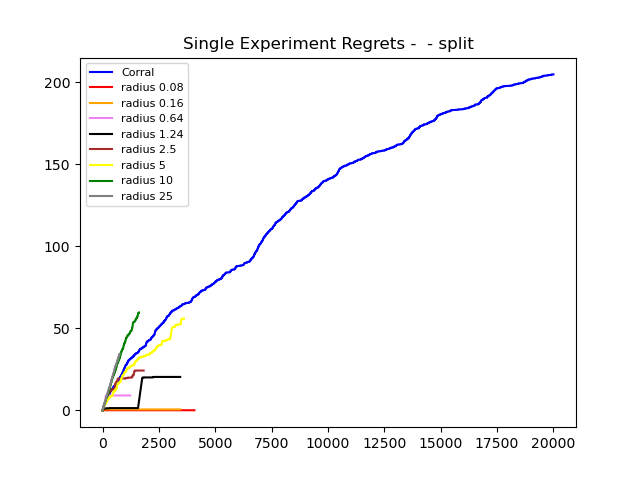 Single Experiment Regrets -  - split
Corral
radius 0.08
radius 0.16
radius 0.64
radius 1.24
radius 2.5
radius 5
radius 10
radius 25
200
150
100
50
0
0 2500 5000 7500 10000 12500 15000 17500 20000